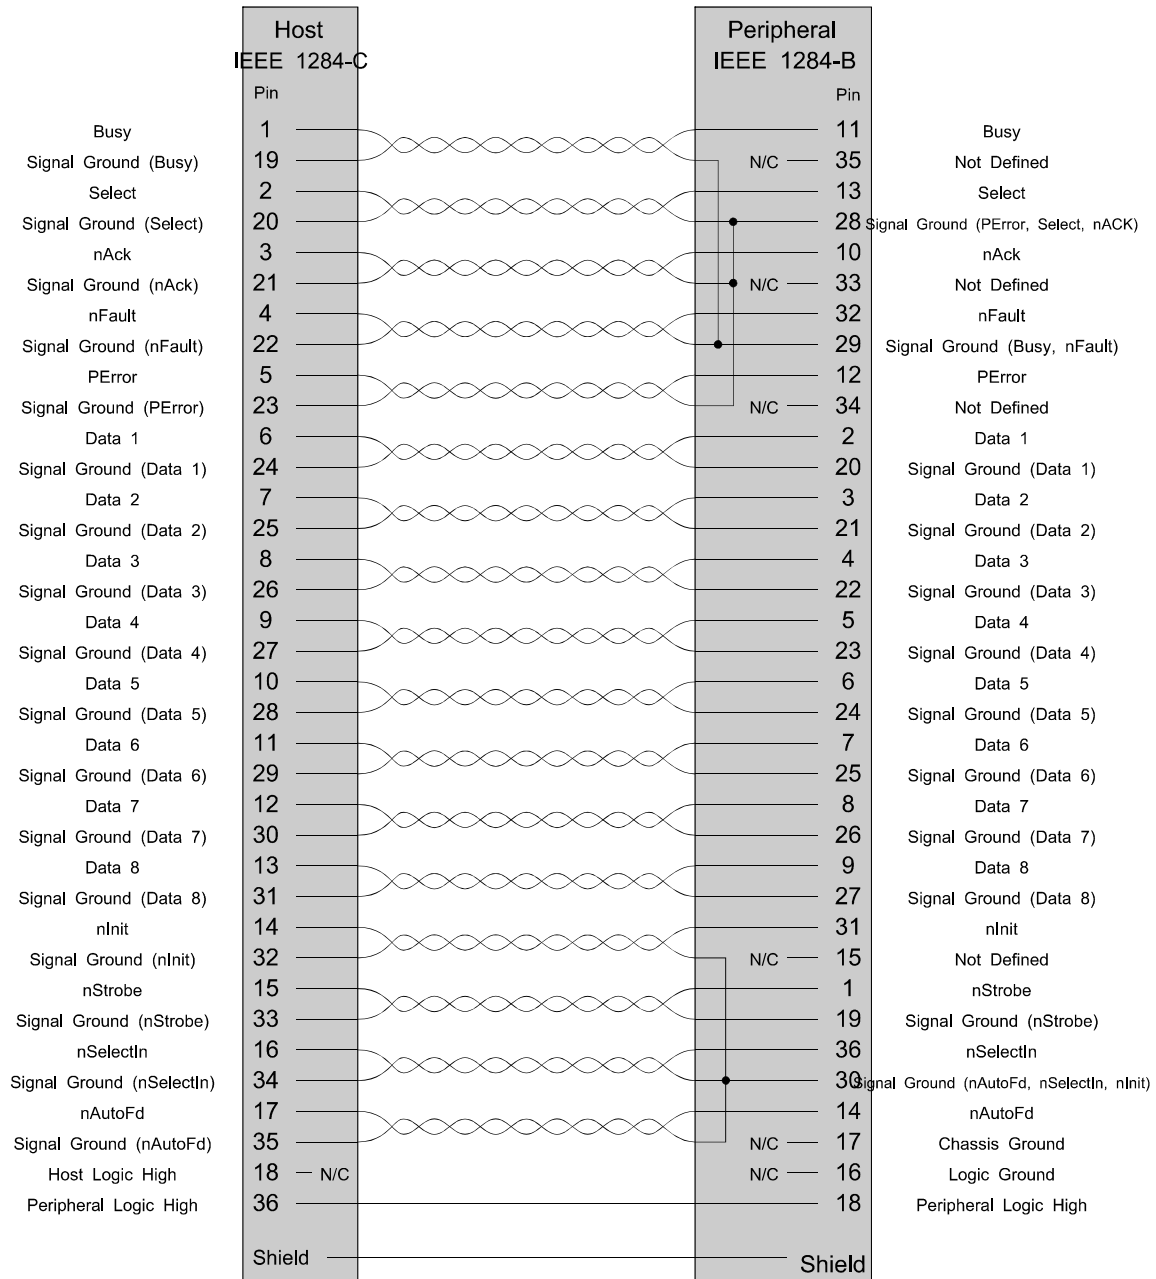 Host Peripheral
IEEE 1284-C IEEE 1284-B
Pin Pin
Busy 1 11 Busy
Signal Ground (Busy) 19 N/C 35 Not Defined
Select 2 13 Select
Signal Ground (Select) 20 28 Signal Ground (PError, Select, nACK)
nAck 3 10 nAck
Signal Ground (nAck) 21 N/C 33 Not Defined
nFault 4 32 nFault
Signal Ground (nFault) 22 29 Signal Ground (Busy, nFault)
PError 5 12 PError
Signal Ground (PError) 23 N/C 34 Not Defined
Data 1 6 2 Data 1
Signal Ground (Data 1) 24 20 Signal Ground (Data 1)
Data 2 7 3 Data 2
Signal Ground (Data 2) 25 21 Signal Ground (Data 2)
Data 3 8 4 Data 3
Signal Ground (Data 3) 26 22 Signal Ground (Data 3)
Data 4 9 5 Data 4
Signal Ground (Data 4) 27 23 Signal Ground (Data 4)
Data 5 10 6 Data 5
Signal Ground (Data 5) 28 24 Signal Ground (Data 5)
Data 6 11 7 Data 6
Signal Ground (Data 6) 29 25 Signal Ground (Data 6)
Data 7 12 8 Data 7
Signal Ground (Data 7) 30 26 Signal Ground (Data 7)
Data 8 13 9 Data 8
Signal Ground (Data 8) 31 27 Signal Ground (Data 8)
nInit 14 31 nInit
Signal Ground (nInit) 32 N/C 15 Not Defined
nStrobe 15 1 nStrobe
Signal Ground (nStrobe) 33 19 Signal Ground (nStrobe)
nSelectIn 16 36 nSelectIn
Signal Ground (nSelectIn) 34 30 Signal Ground (nAutoFd, nSelectIn, nInit)
nAutoFd 17 14 nAutoFd
Signal Ground (nAutoFd) 35 N/C 17 Chassis Ground
Host Logic High 18 N/C N/C 16 Logic Ground
Peripheral Logic High 36 18 Peripheral Logic High
Shield Shield